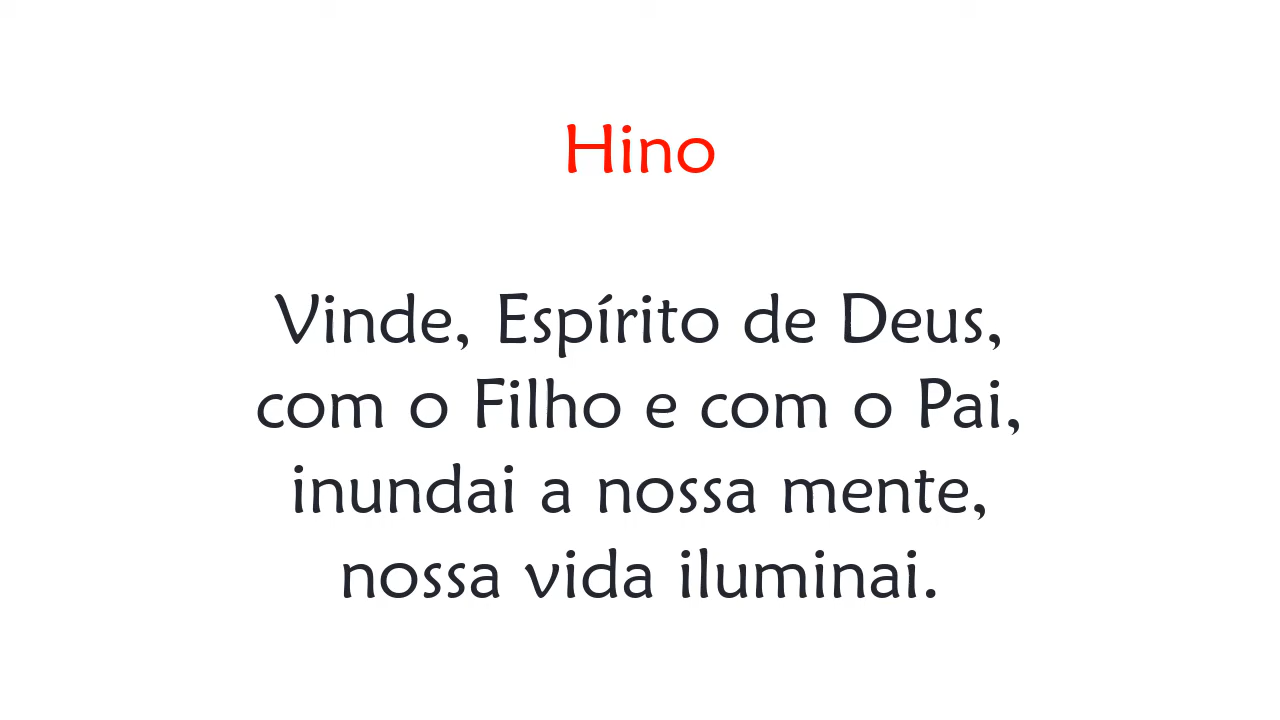 Hino
Vinde, Espírito de Deus,
com o Filho e com o Pai,
inundai a nossa mente,
nossa vida iluminai.